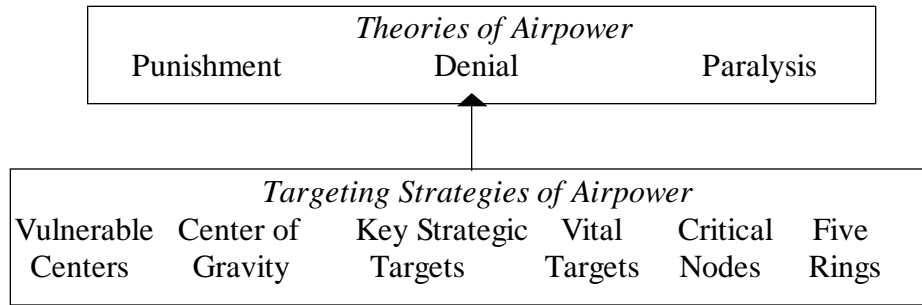 Theories of Airpower
Punishment Denial Paralysis
Targeting Strategies of Airpower
Vulnerable Center of Key Strategic Vital Critical Five
Centers Gravity Targets Targets Nodes Rings